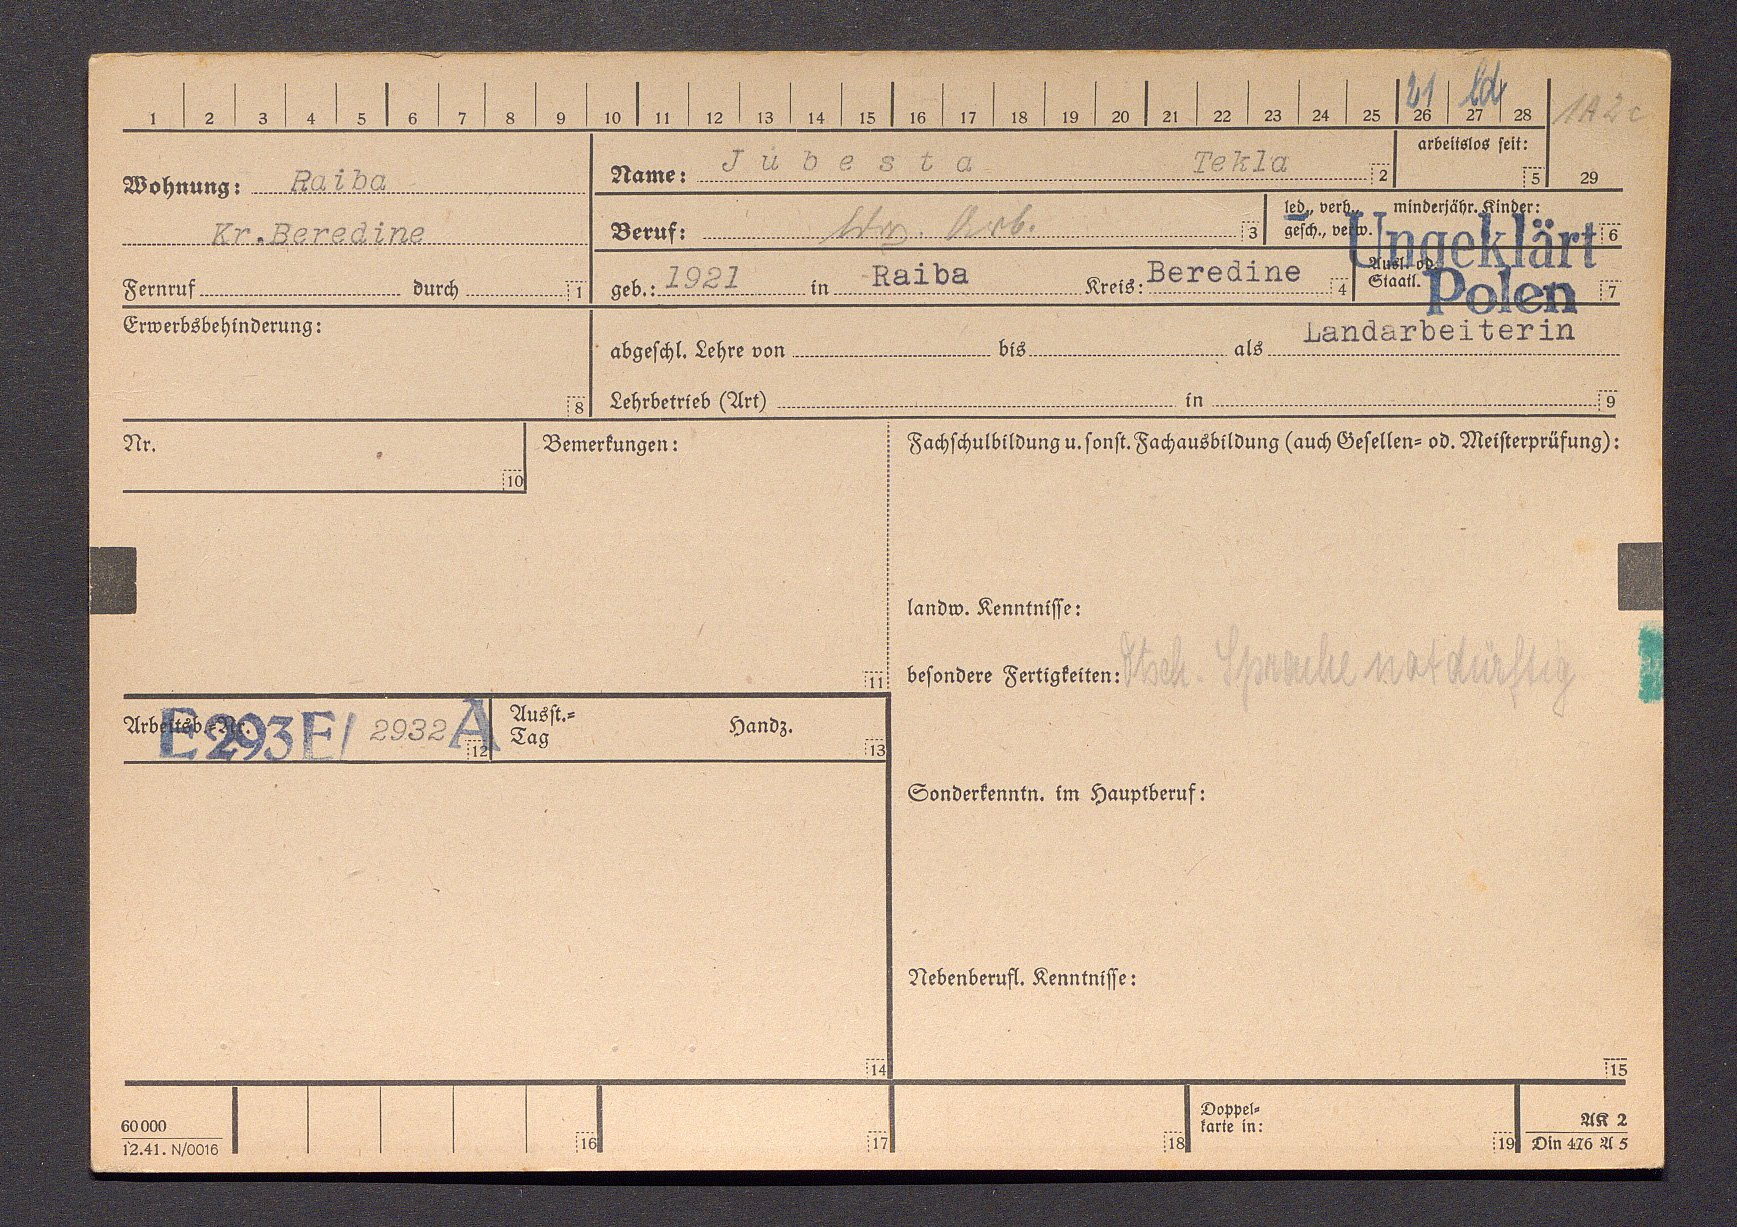 1 2 3 4 5 6 7 8 9 10 11 12 13 14 15 16 17 18 19 20 21 22 23 24 25 26 27 28
21 1A2c
arbeitslos seit:
5 29
Wohnung: Raiba
Kr.Beredine
Fernruf durch 1
Name: Jubesta Tekla 2
Beruf: Arb. 3
led., verh., minderjähr. Kinder:
gesch., verw. 6
Ungeklärt
geb.: 1921 in Raiba Kreis: Beredine 4
Ausl. od.
Staatl. 7
Polen
Erwerbsbehinderung:
8
Landarbeiterin
abgeschl. Lehre von bis als
Lehrbetrieb (Art) in 9
Nr.
10
Bemerkungen:
11
Fachschulbildung u. sonst. Fachausbildung (auch Gesellen= od. Meisterprüfung):
landw. Kenntnisse:
besondere Fertigkeiten: dtsch. Sprache notdürftig
Arbeitsb.-Nr. 12
E293E/ 2932 A
Ausst.=
Tag Handz. 13
Sonderkenntn. im Hauptberuf:
Nebenberufl. Kenntnisse:
14 15
60000
12.41. N/0016
16 17 18
Doppel=
karte in: 19
AK 2
Din 476 A 5